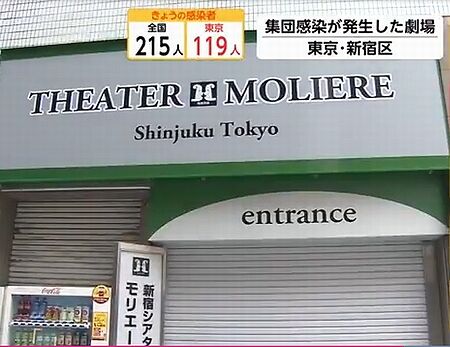 きょうの感染者
全国
215人
東京
119人
集団感染が発生した劇場
東京・新宿区
THEATER MOLIERE
Shinjuku Tokyo
entrance
新宿シアタ
モリエー
Coca-Cola